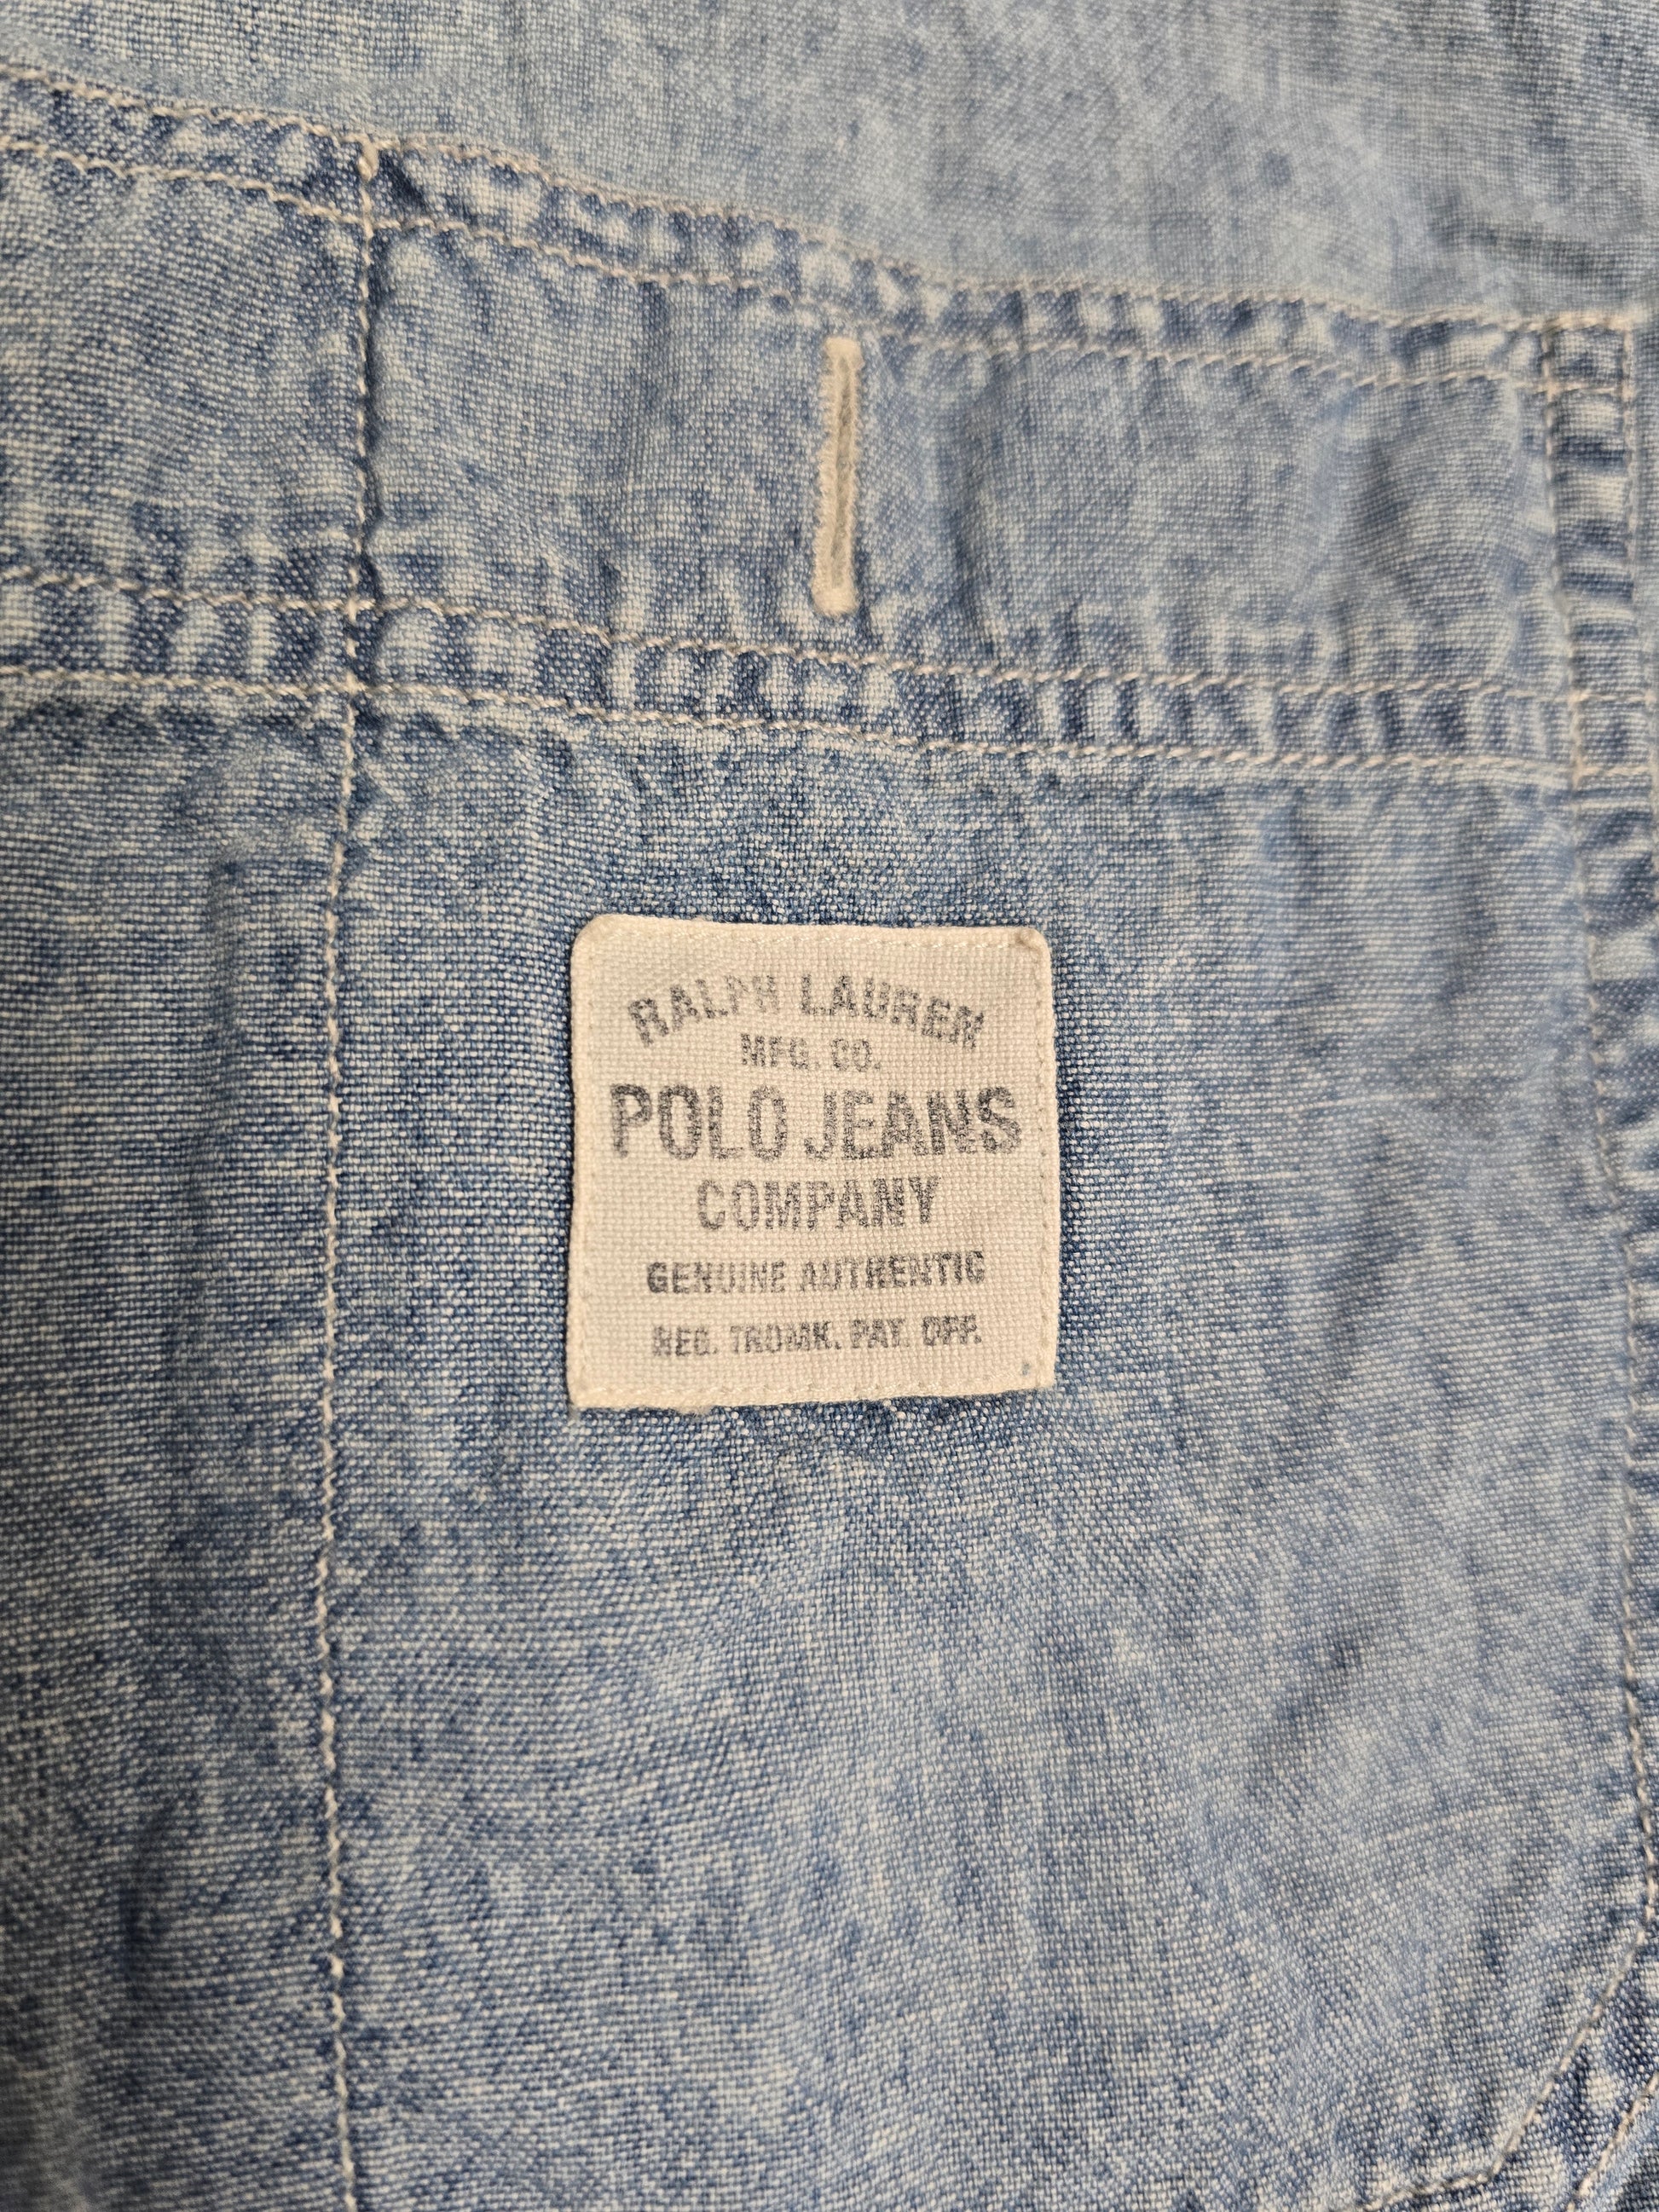 RALPH LAUREN
MFG. CO.
POLO JEANS
COMPANY
GENUINE AUTHENTIC
REG. TRDMK. PAT. OFF.